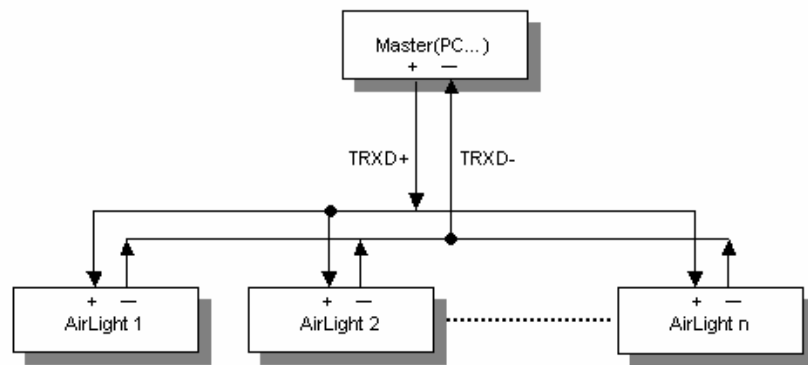 Master(PC...)
+ —
TRXD+ TRXD-
+ — + — + —
AirLight 1 AirLight 2 AirLight n